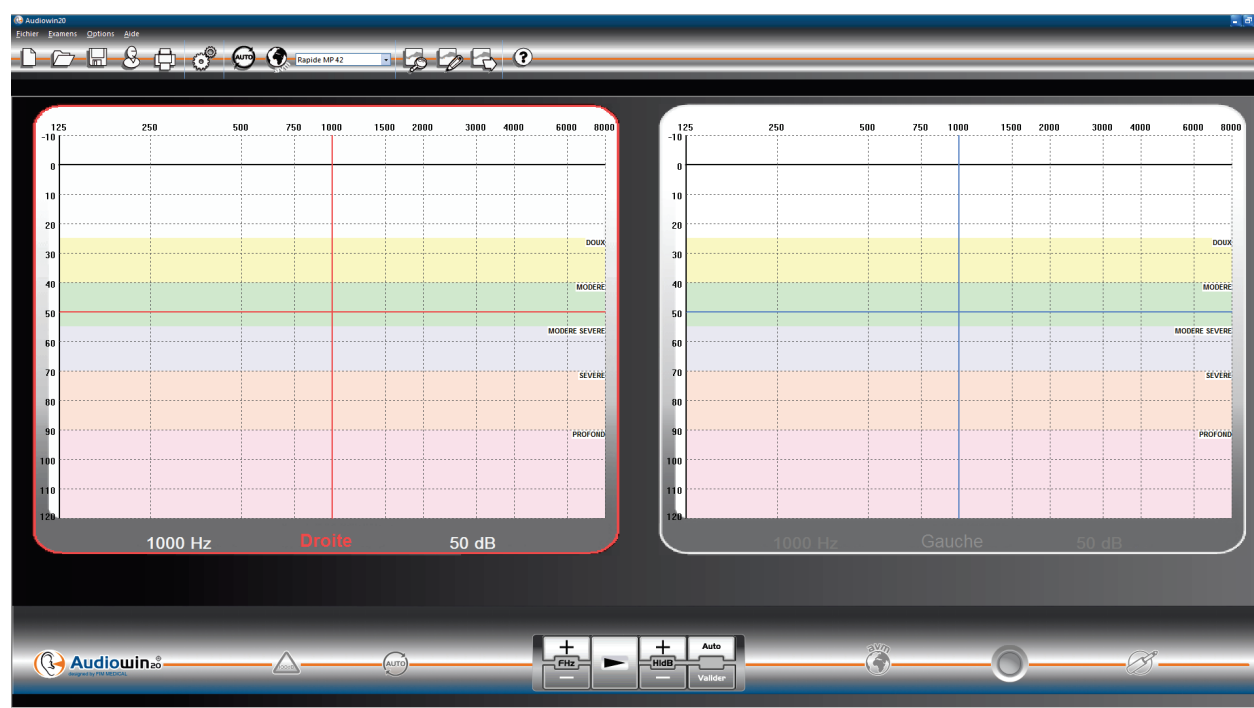 Audiowin20
Fichier Examens Options Aide
AUTO Rapide MP 42 ?
125 250 500 750 1000 1500 2000 3000 4000 6000 8000
-10
0
10
20
DOUX
30
40
MODERE
50
MODERE SEVERE
60
70
SEVERE
80
90
PROFOND
100
110
120
1000 Hz Droite 50 dB
125 250 500 750 1000 1500 2000 3000 4000 6000 8000
-10
0
10
20
DOUX
30
40
MODERE
50
MODERE SEVERE
60
70
SEVERE
80
90
PROFOND
100
110
120
1000 Hz Gauche 50 dB
Audiowin20
designed by FIM MEDICAL
AUTO
+ + Auto
FHz HldB
— — Valider
avm